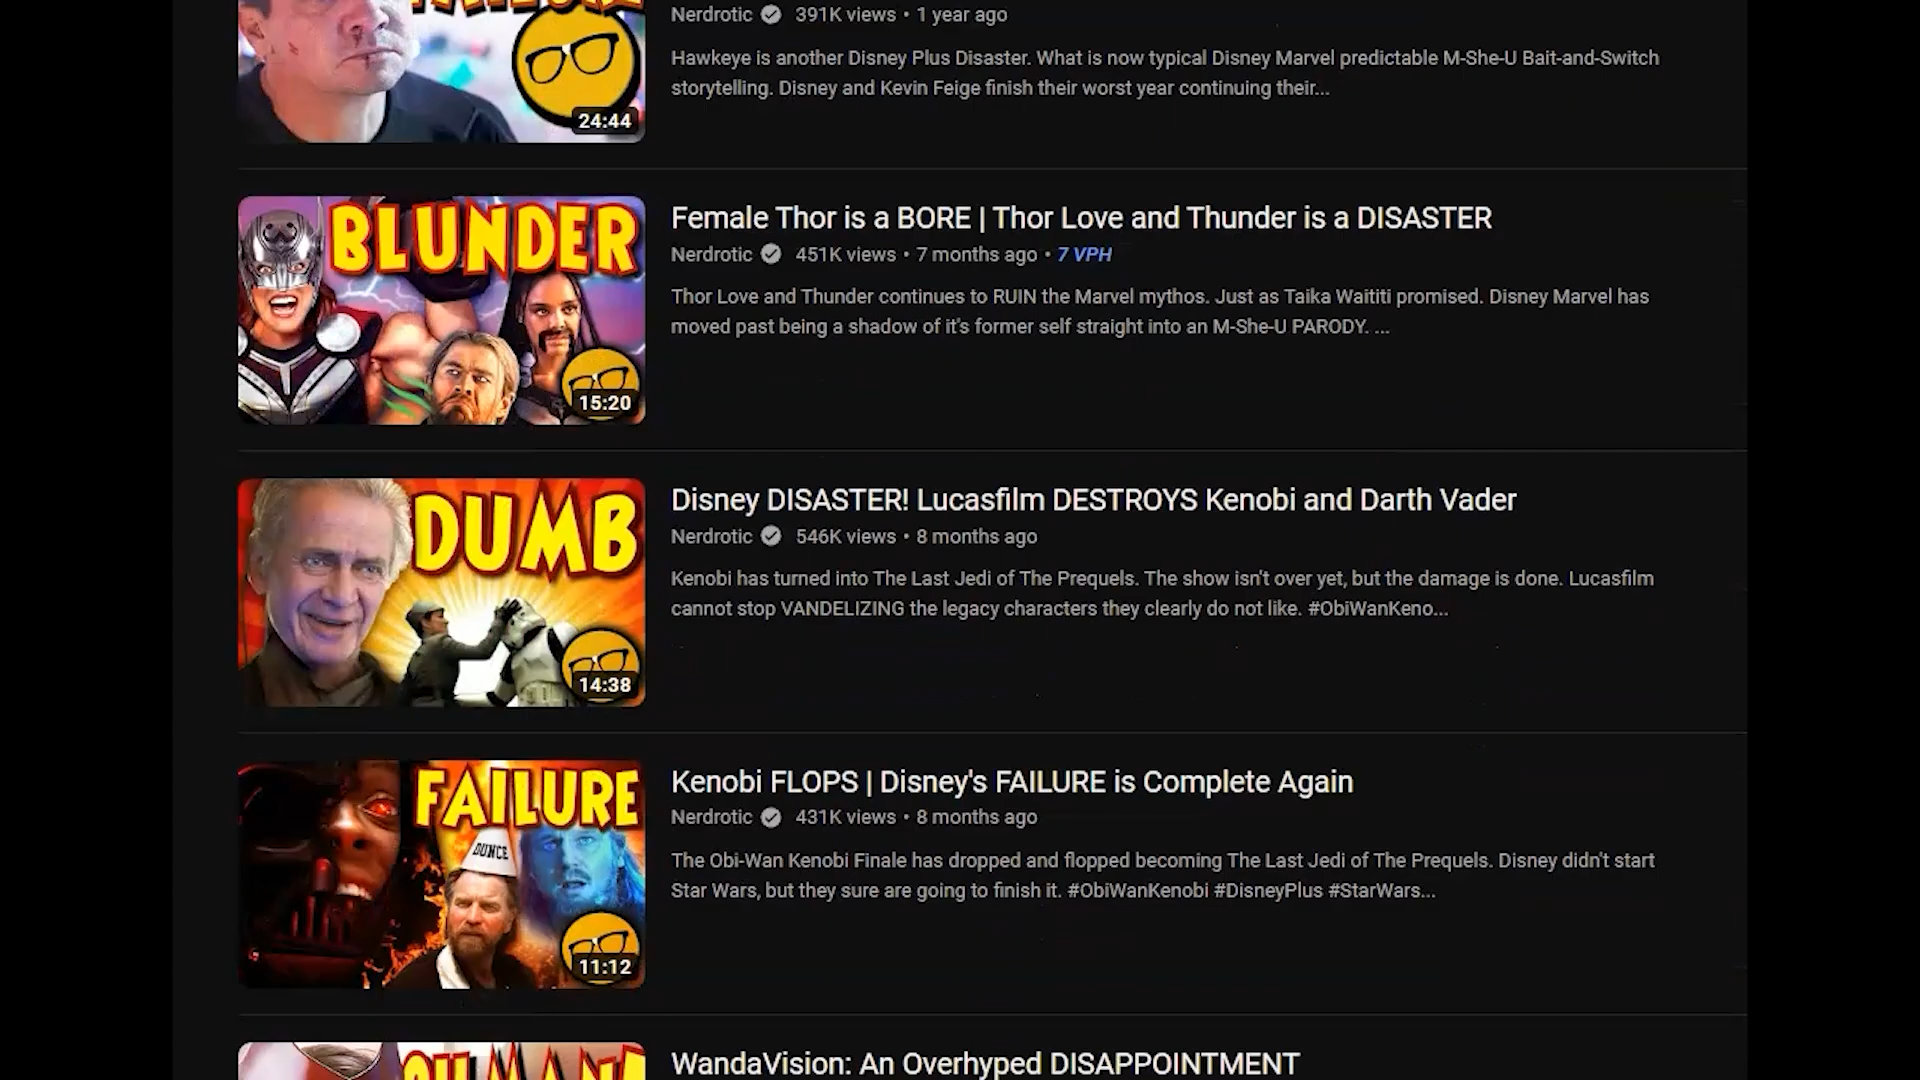 Nerdrotic 391K views • 1 year ago
Hawkeye is another Disney Plus Disaster. What is now typical Disney Marvel predictable M-She-U Bait-and-Switch
storytelling. Disney and Kevin Feige finish their worst year continuing their...
24:44
BLUNDER
15:20
Female Thor is a BORE | Thor Love and Thunder is a DISASTER
Nerdrotic 451K views • 7 months ago • 7 VPH
Thor Love and Thunder continues to RUIN the Marvel mythos. Just as Taika Waititi promised. Disney Marvel has
moved past being a shadow of it's former self straight into an M-She-U PARODY. ...
DUMB
14:38
Disney DISASTER! Lucasfilm DESTROYS Kenobi and Darth Vader
Nerdrotic 546K views • 8 months ago
Kenobi has turned into The Last Jedi of The Prequels. The show isn't over yet, but the damage is done. Lucasfilm
cannot stop VANDELIZING the legacy characters they clearly do not like. #ObiWanKeno...
FAILURE
DUNCE
11:12
Kenobi FLOPS | Disney's FAILURE is Complete Again
Nerdrotic 431K views • 8 months ago
The Obi-Wan Kenobi Finale has dropped and flopped becoming The Last Jedi of The Prequels. Disney didn't start
Star Wars, but they sure are going to finish it. #ObiWanKenobi #DisneyPlus #StarWars...
WandaVision: An Overhyped DISAPPOINTMENT